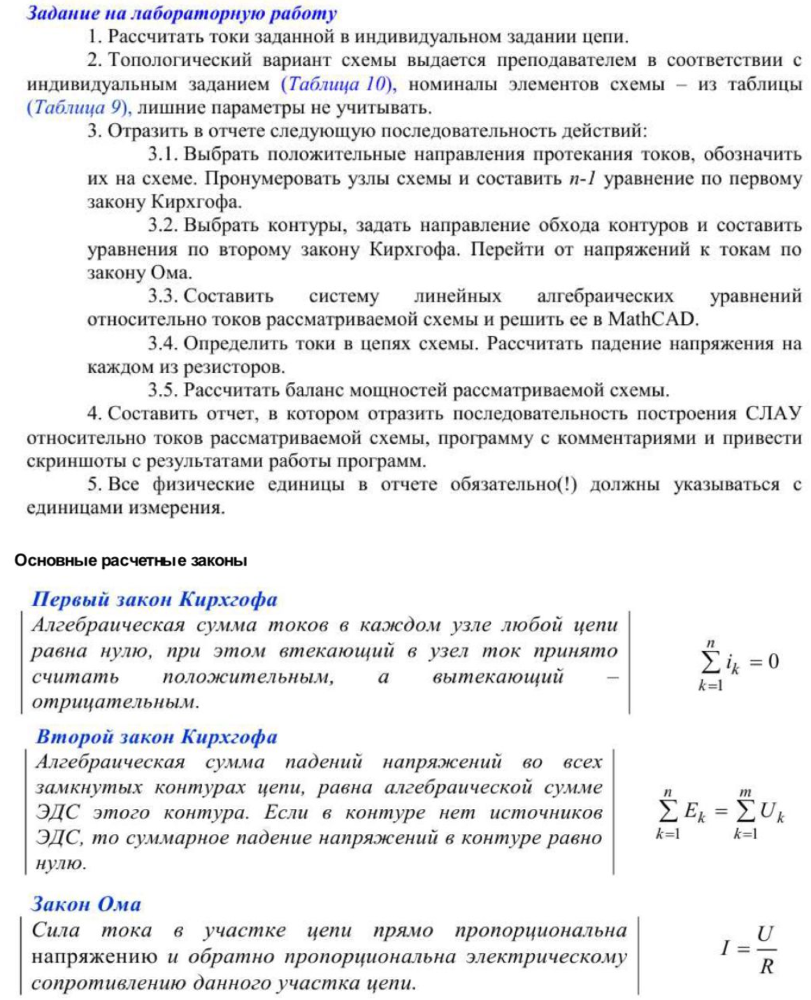 Задание на лабораторную работу
1. Рассчитать токи заданной в индивидуальном задании цепи.
2. Топологический вариант схемы выдается преподавателем в соответствии с
индивидуальным заданием (Таблица 10), номиналы элементов схемы – из таблицы
(Таблица 9), лишние параметры не учитывать.
3. Отразить в отчете следующую последовательность действий:
3.1. Выбрать положительные направления протекания токов, обозначить
их на схеме. Пронумеровать узлы схемы и составить n-1 уравнение по первому
закону Кирхгофа.
3.2. Выбрать контуры, задать направление обхода контуров и составить
уравнения по второму закону Кирхгофа. Перейти от напряжений к токам по
закону Ома.
3.3. Составить систему линейных алгебраических уравнений
относительно токов рассматриваемой схемы и решить ее в MathCAD.
3.4. Определить токи в цепях схемы. Рассчитать падение напряжения на
каждом из резисторов.
3.5. Рассчитать баланс мощностей рассматриваемой схемы.
4. Составить отчет, в котором отразить последовательность построения СЛАУ
относительно токов рассматриваемой схемы, программу с комментариями и привести
скриншоты с результатами работы программ.
5. Все физические единицы в отчете обязательно(!) должны указываться с
единицами измерения.
Основные расчетные законы
Первый закон Кирхгофа
Алгебраическая сумма токов в каждом узле любой цепи
равна нулю, при этом втекающий в узел ток принято
считать положительным, а вытекающий –
отрицательным.
n
∑ i_k = 0
k=1
Второй закон Кирхгофа
Алгебраическая сумма падений напряжений во всех
замкнутых контурах цепи, равна алгебраической сумме
ЭДС этого контура. Если в контуре нет источников
ЭДС, то суммарное падение напряжений в контуре равно
нулю.
n m
∑ E_k = ∑ U_k
k=1 k=1
Закон Ома
Сила тока в участке цепи прямо пропорциональна
напряжению и обратно пропорциональна электрическому
сопротивлению данного участка цепи.
I = U/R